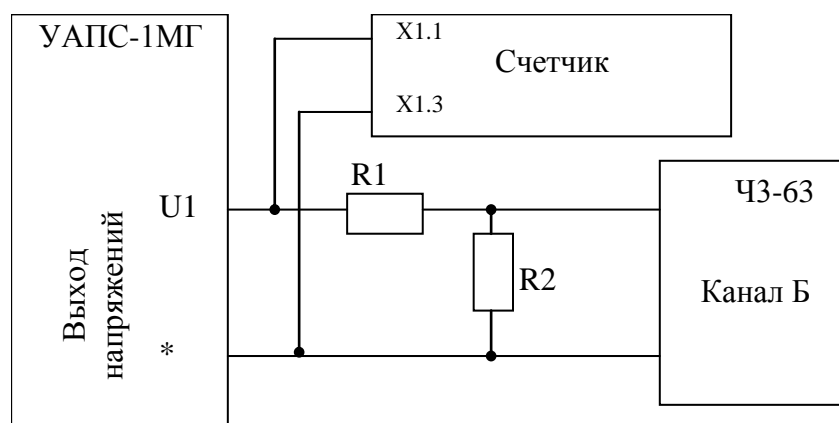 УАПС-1МГ
X1.1
Счетчик
X1.3
R1
Ч3-63
U1
R2
Канал Б
Выход
напряжений
*